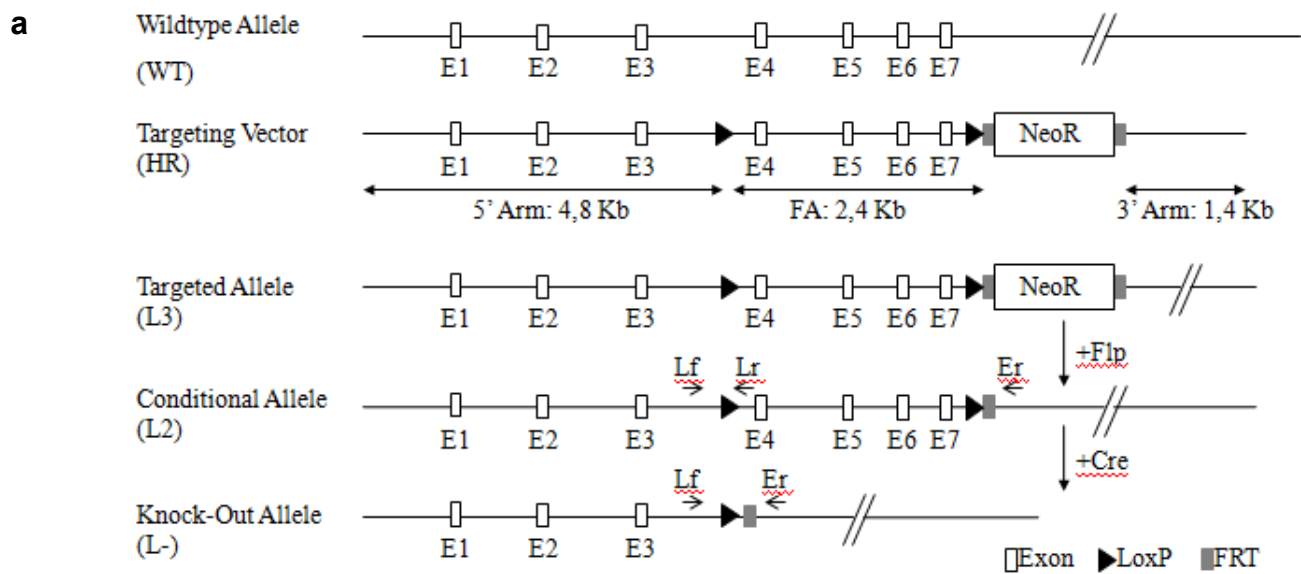 a
Wildtype Allele
(WT)
E1 E2 E3 E4 E5 E6 E7
Targeting Vector
(HR)
NeoR
E1 E2 E3 E4 E5 E6 E7
5’ Arm: 4,8 Kb FA: 2,4 Kb 3’ Arm: 1,4 Kb
Targeted Allele
(L3)
NeoR
E1 E2 E3 E4 E5 E6 E7
+Flp
Lf Lr Er
Conditional Allele
(L2)
E1 E2 E3 E4 E5 E6 E7
+Cre
Lf Er
Knock-Out Allele
(L-)
E1 E2 E3
Exon LoxP FRT